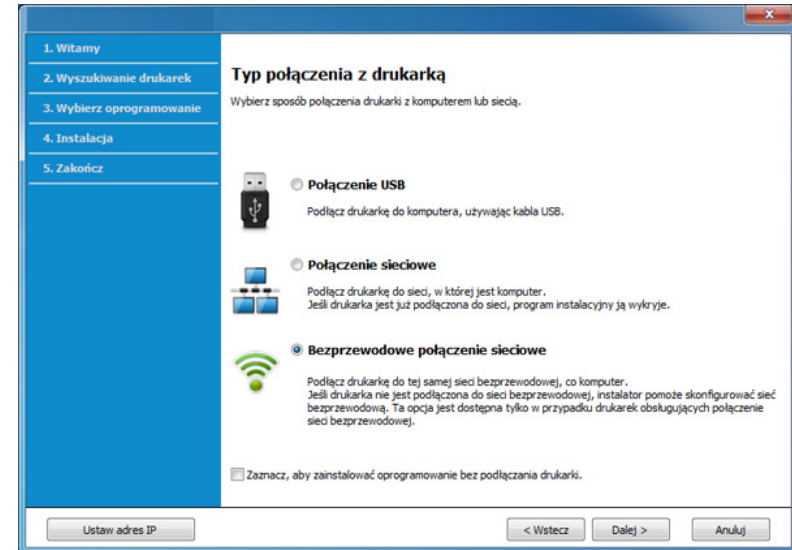 1. Witamy
2. Wyszukiwanie drukarek
3. Wybierz oprogramowanie
4. Instalacja
5. Zakończ
Typ połączenia z drukarką
Wybierz sposób połączenia drukarki z komputerem lub siecią.
Połączenie USB
Podłącz drukarkę do komputera, używając kabla USB.
Połączenie sieciowe
Podłącz drukarkę do sieci, w której jest komputer.
Jeśli drukarka jest już podłączona do sieci, program instalacyjny ją wykryje.
Bezprzewodowe połączenie sieciowe
Podłącz drukarkę do tej samej sieci bezprzewodowej, co komputer.
Jeśli drukarka nie jest podłączona do sieci bezprzewodowej, instalator pomoże skonfigurować sieć
bezprzewodową. Ta opcja jest dostępna tylko w przypadku drukarek obsługujących połączenie
sieci bezprzewodowej.
Zaznacz, aby zainstalować oprogramowanie bez podłączania drukarki.
Ustaw adres IP
< Wstecz
Dalej >
Anuluj